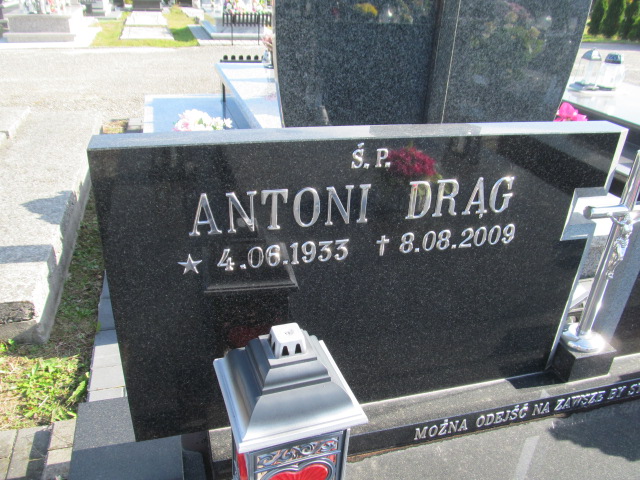 Ś.P.
ANTONI DRĄG
★ 4.06.1933 † 8.08.2009
MOŻNA ODEJŚĆ NA ZAWSZE BY